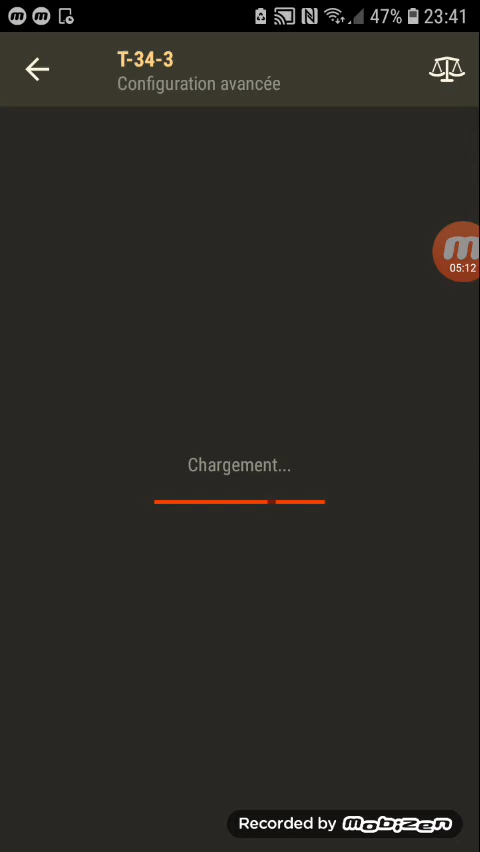 47% 23:41
T-34-3
Configuration avancée
m
05:12
Chargement...
Recorded by mobizen